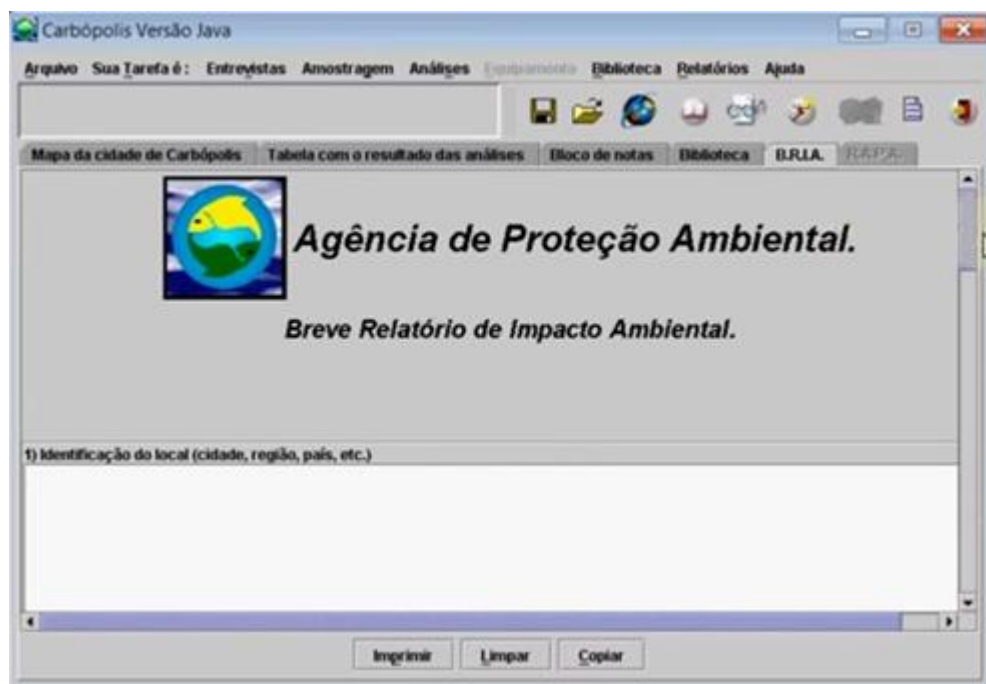 Carbópolis Versão Java
Arquivo Sua Tarefa é: Entrevistas Amostragem Análises Equipamento Biblioteca Relatórios Ajuda
Mapa da cidade de Carbópolis Tabela com o resultado das análises Bloco de notas Biblioteca B.R.I.A. R.A.P.A.
Agência de Proteção Ambiental.
Breve Relatório de Impacto Ambiental.
1) Identificação do local (cidade, região, país, etc.)
Imprimir Limpar Copiar